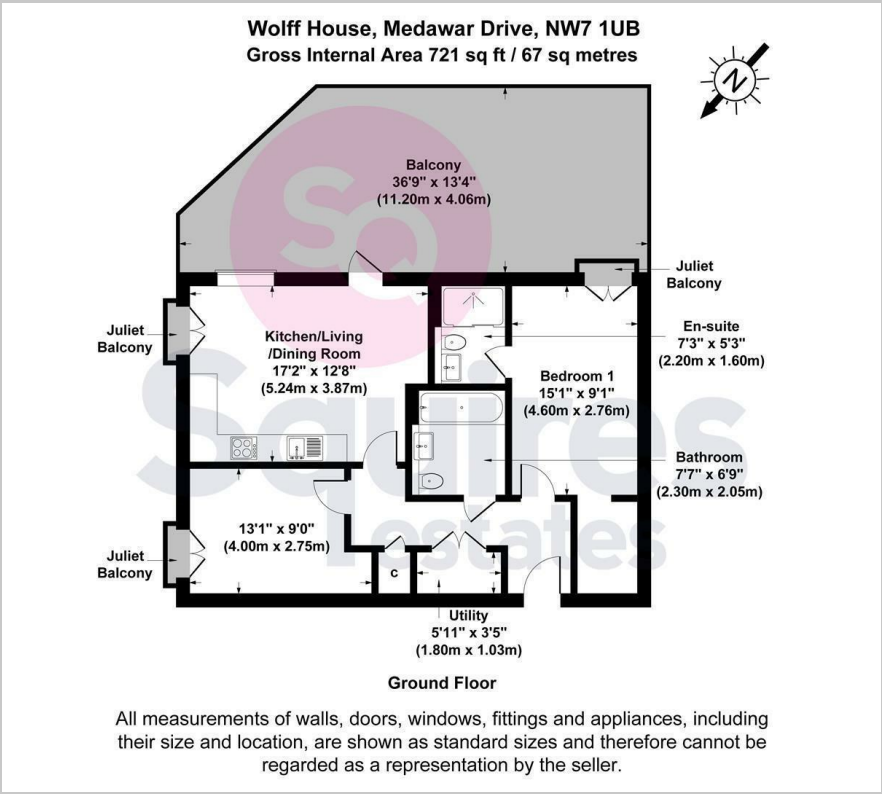 Wolff House, Medawar Drive, NW7 1UB
Gross Internal Area 721 sq ft / 67 sq metres
N
SQ
Balcony
36'9" x 13'4"
(11.20m x 4.06m)
Juliet
Balcony
Juliet
Balcony
Kitchen/Living
/Dining Room
17'2" x 12'8"
(5.24m x 3.87m)
En-suite
7'3" x 5'3"
(2.20m x 1.60m)
Bedroom 1
15'1" x 9'1"
(4.60m x 2.76m)
Squires
estates
Bathroom
7'7" x 6'9"
(2.30m x 2.05m)
13'1" x 9'0"
(4.00m x 2.75m)
Juliet
Balcony
c
Utility
5'11" x 3'5"
(1.80m x 1.03m)
Ground Floor
All measurements of walls, doors, windows, fittings and appliances, including
their size and location, are shown as standard sizes and therefore cannot be
regarded as a representation by the seller.